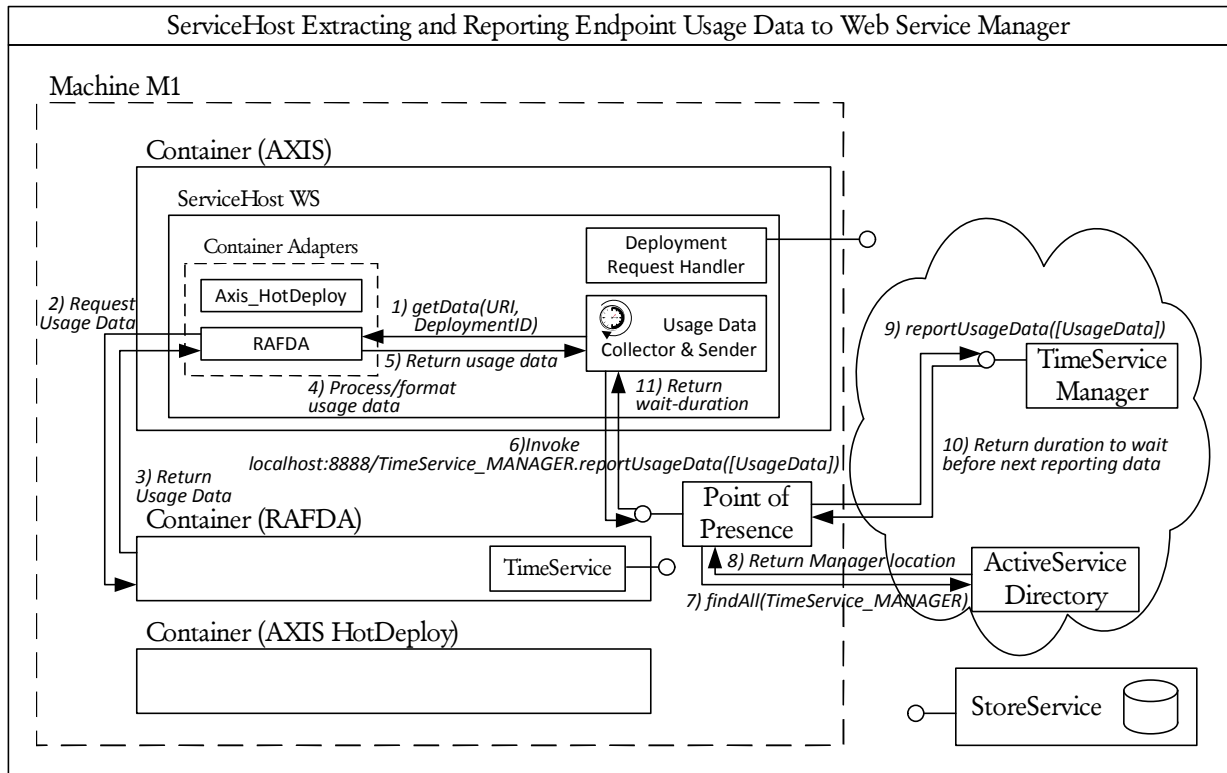 ServiceHost Extracting and Reporting Endpoint Usage Data to Web Service Manager
Machine M1
Container (AXIS)
ServiceHost WS
Container Adapters
Axis_HotDeploy
RAFDA
Deployment
Request Handler
Usage Data
Collector & Sender
1) getData(URI,
DeploymentID)
2) Request
Usage Data
5) Return usage data
4) Process/format
usage data
11) Return
wait-duration
6)Invoke
localhost:8888/TimeService_MANAGER.reportUsageData([UsageData])
3) Return
Usage Data
Container (RAFDA)
TimeService
Container (AXIS HotDeploy)
Point of
Presence
8) Return Manager location
7) findAll(TimeService_MANAGER)
9) reportUsageData([UsageData])
TimeService
Manager
10) Return duration to wait
before next reporting data
ActiveService
Directory
StoreService